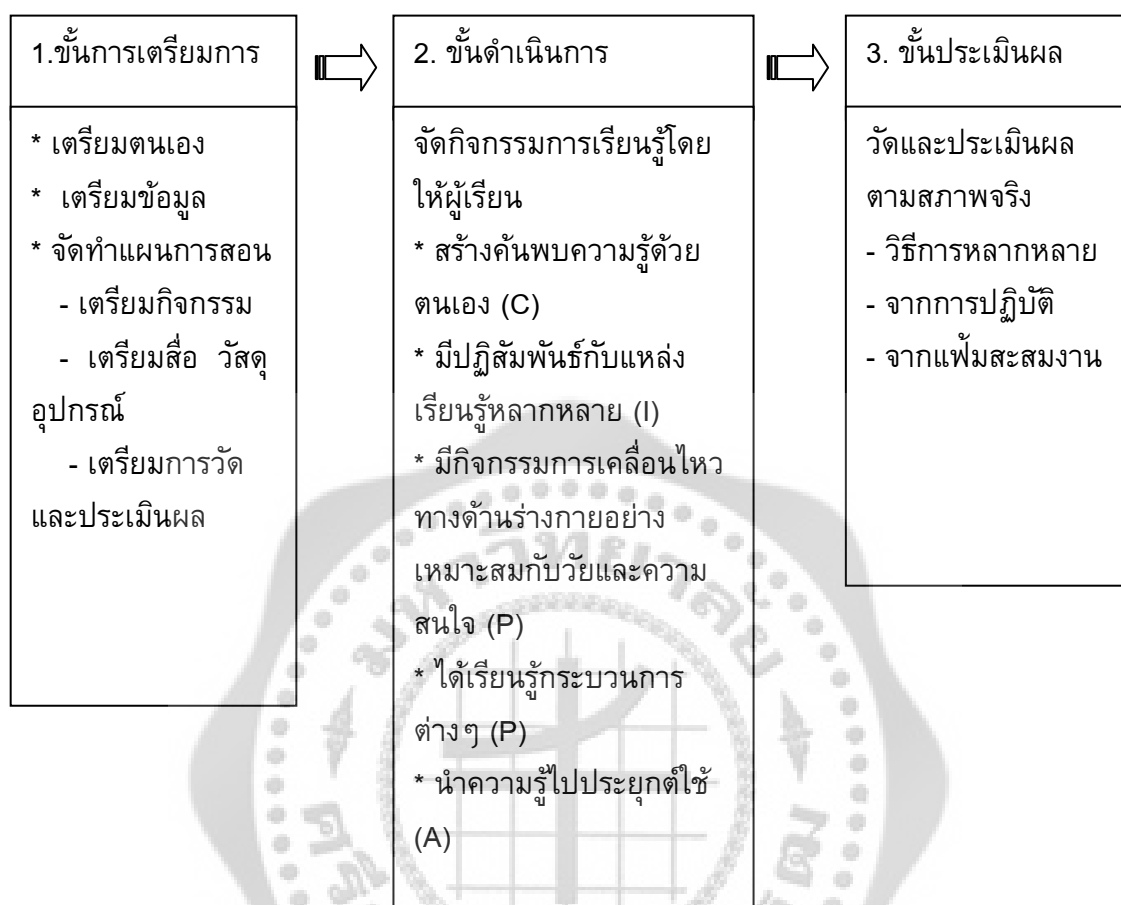 1.ขั้นการเตรียมการ
* เตรียมตนเอง
* เตรียมข้อมูล
* จัดทำแผนการสอน
- เตรียมกิจกรรม
- เตรียมสื่อ วัสดุ
อุปกรณ์
- เตรียมการวัด
และประเมินผล
2. ขั้นดำเนินการ
จัดกิจกรรมการเรียนรู้โดย
ให้ผู้เรียน
* สร้างค้นพบความรู้ด้วย
ตนเอง (C)
* มีปฏิสัมพันธ์กับแหล่ง
เรียนรู้หลากหลาย (I)
* มีกิจกรรมการเคลื่อนไหว
ทางด้านร่างกายอย่าง
เหมาะสมกับวัยและความ
สนใจ (P)
* ได้เรียนรู้กระบวนการ
ต่างๆ (P)
* นำความรู้ไปประยุกต์ใช้
(A)
3. ขั้นประเมินผล
วัดและประเมินผล
ตามสภาพจริง
- วิธีการหลากหลาย
- จากการปฏิบัติ
- จากแฟ้มสะสมงาน
มหาวิทยาลัย